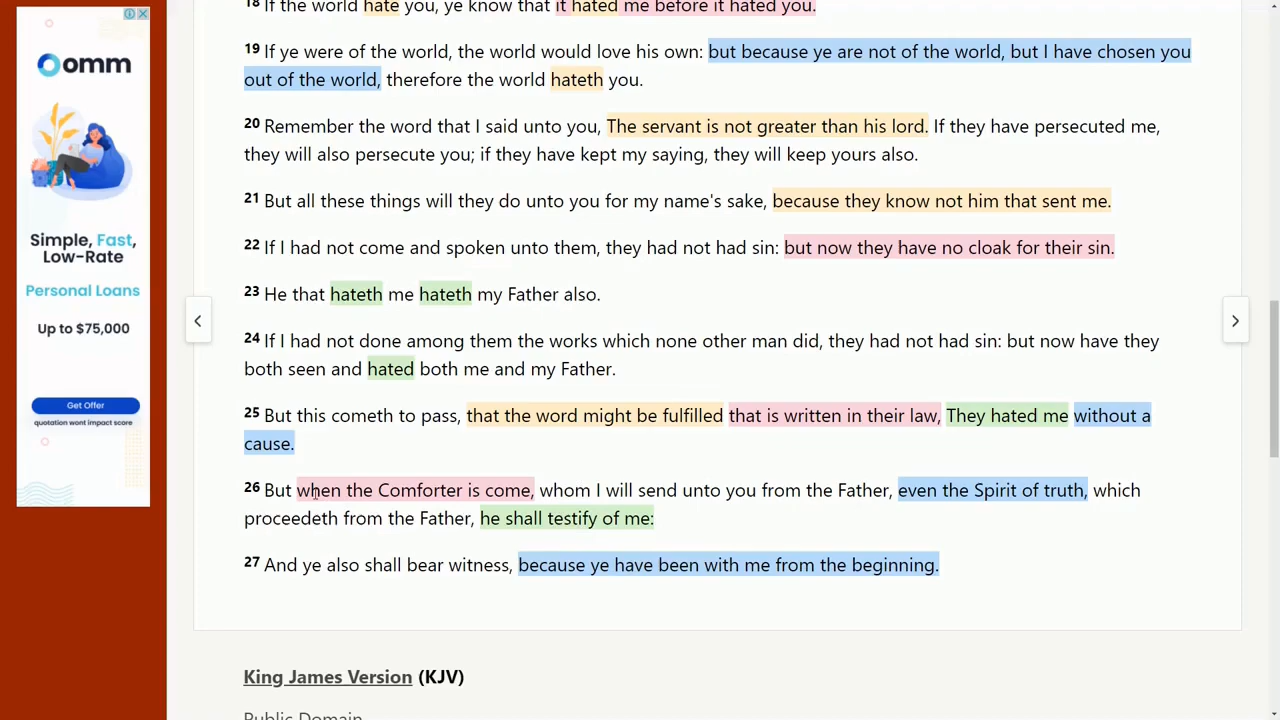 18 If the world hate you, ye know that it hated me before it hated you.
19 If ye were of the world, the world would love his own: but because ye are not of the world, but I have chosen you
out of the world, therefore the world hateth you.
20 Remember the word that I said unto you, The servant is not greater than his lord. If they have persecuted me,
they will also persecute you; if they have kept my saying, they will keep yours also.
21 But all these things will they do unto you for my name's sake, because they know not him that sent me.
22 If I had not come and spoken unto them, they had not had sin: but now they have no cloak for their sin.
23 He that hateth me hateth my Father also.
24 If I had not done among them the works which none other man did, they had not had sin: but now have they
both seen and hated both me and my Father.
25 But this cometh to pass, that the word might be fulfilled that is written in their law, They hated me without a
cause.
26 But when the Comforter is come, whom I will send unto you from the Father, even the Spirit of truth, which
proceedeth from the Father, he shall testify of me:
27 And ye also shall bear witness, because ye have been with me from the beginning.
King James Version (KJV)
Public Domain
omm
Simple, Fast,
Low-Rate
Personal Loans
Up to $75,000
Get Offer
quotation wont impact score